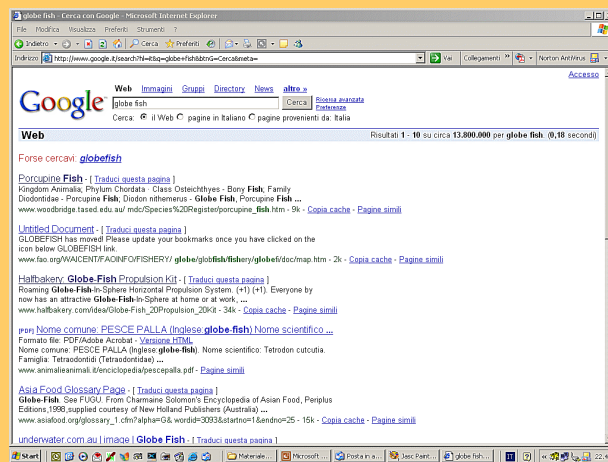 globe fish - Cerca con Google - Microsoft Internet Explorer
File Modifica Visualizza Preferiti Strumenti ?
Indietro Cerca Preferiti
Indirizzo http://www.google.it/search?hl=it&q=globe+fish&btnG=Cerca&meta= Vai Collegamenti » Norton AntiVirus
Accesso
Google
Web Immagini Gruppi Directory News altro »
globe fish Cerca Ricerca avanzata
Preferenze
Cerca: il Web pagine in Italiano pagine provenienti da: Italia
Web Risultati 1 - 10 su circa 13.800.000 per globe fish. (0,18 secondi)
Forse cercavi: globefish
Porcupine Fish - [ Traduci questa pagina ]
Kingdom Animalia; Phylum Chordata · Class Osteichthyes - Bony Fish; Family
Diodontidae - Porcupine Fish; Diodon nithemerus - Globe Fish, Porcupine Fish ...
www.woodbridge.tased.edu.au/ mdc/Species%20Register/porcupine_fish.htm - 9k - Copia cache - Pagine simili
Untitled Document - [ Traduci questa pagina ]
GLOBEFISH has moved! Please update your bookmarks once you have clicked on the
icon below GLOBEFISH link.
www.fao.org/WAICENT/FAOINFO/FISHERY/ globe/globfish/fishery/globefi/doc/map.htm - 2k - Copia cache - Pagine simili
Halfbakery: Globe-Fish Propulsion Kit - [ Traduci questa pagina ]
Roaming Globe-Fish-In-Sphere Horizontal Propulsion System. (+1) (+1). Everyone by
now has an attractive Globe-Fish-In-Sphere at home or at work, ...
www.halfbakery.com/idea/Globe-Fish_20Propulsion_20Kit - 34k - Copia cache - Pagine simili
[PDF] Nome comune: PESCE PALLA (Inglese:globe-fish) Nome scientifico ...
Formato file: PDF/Adobe Acrobat - Versione HTML
Nome comune: PESCE PALLA (Inglese:globe-fish). Nome scientifico: Tetrodon cutcutia.
Famiglia: Tetraodontidi (Tetraodontidae) ...
www.animalieanimali.it/enciclopedia/pescepalla.pdf - Pagine simili
Asia Food Glossary Page - [ Traduci questa pagina ]
Globe-Fish. See FUGU. From Charmaine Solomon's Encyclopedia of Asian Food, Periplus
Editions,1998,supplied courtesy of New Holland Publishers (Australia) ...
www.asiafood.org/glossary_1.cfm?alpha=G& wordid=3093&startno=1&endno=25 - 15k - Copia cache - Pagine simili
underwater.com.au | image | Globe Fish - [ Traduci questa pagina ]
Start Materiale... Microsoft ... Posta in a... Jasc Paint... globe fis... IT